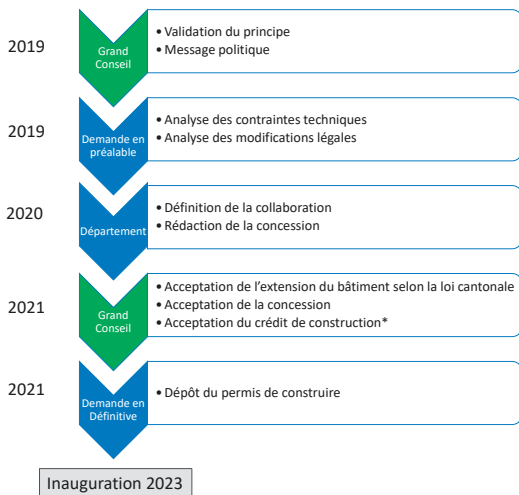 2019
Grand
Conseil
• Validation du principe
• Message politique
2019
Demande en
préalable
• Analyse des contraintes techniques
• Analyse des modifications légales
2020
Département
• Définition de la collaboration
• Rédaction de la concession
2021
Grand
Conseil
• Acceptation de l’extension du bâtiment selon la loi cantonale
• Acceptation de la concession
• Acceptation du crédit de construction*
2021
Demande en
Définitive
• Dépôt du permis de construire
Inauguration 2023